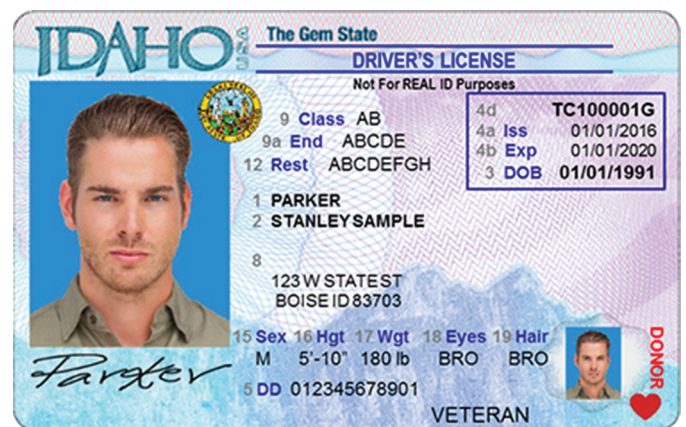 IDAHO USA
The Gem State
DRIVER'S LICENSE
Not For REAL ID Purposes
9 Class AB
9a End ABCDE
12 Rest ABCDEFGH
4d TC100001G
4a Iss 01/01/2016
4b Exp 01/01/2020
3 DOB 01/01/1991
1 PARKER
2 STANLEY SAMPLE
8
123 W STATE ST
BOISE ID 83703
15 Sex 16 Hgt 17 Wgt 18 Eyes 19 Hair
M 5'-10" 180 lb BRO BRO
5 DD 012345678901
VETERAN
DONOR
Parker